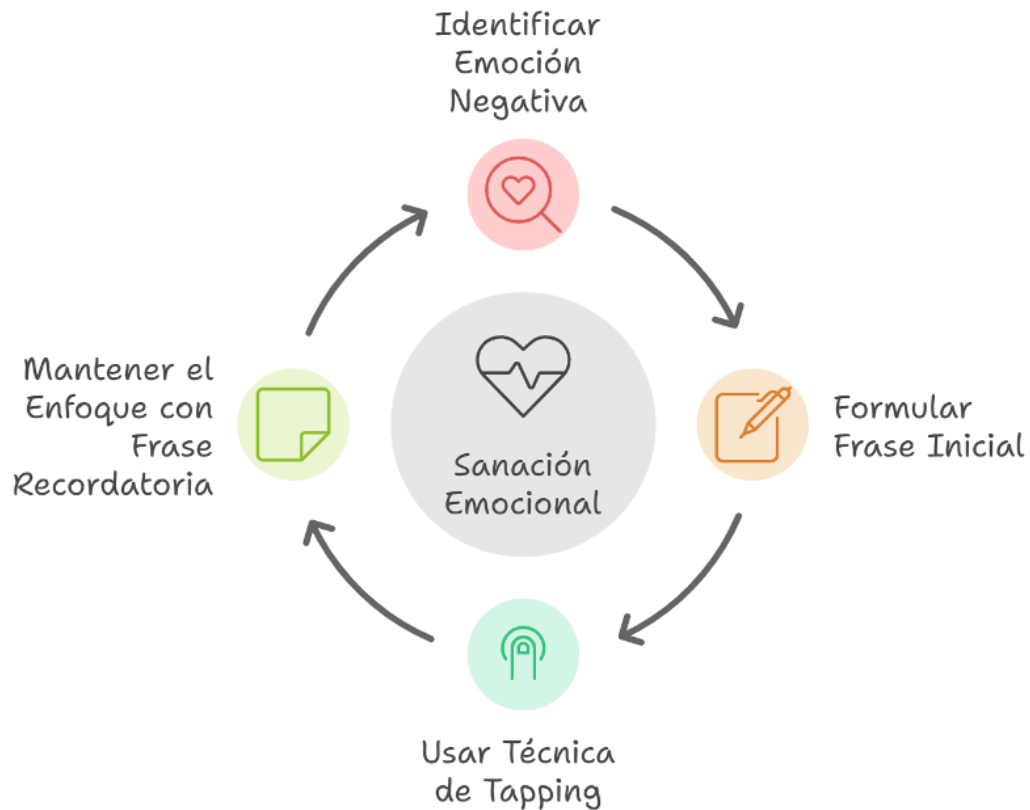 Identificar
Emoción
Negativa
Formular
Frase Inicial
Usar Técnica
de Tapping
Mantener el
Enfoque con
Frase
Recordatoria
Sanación
Emocional